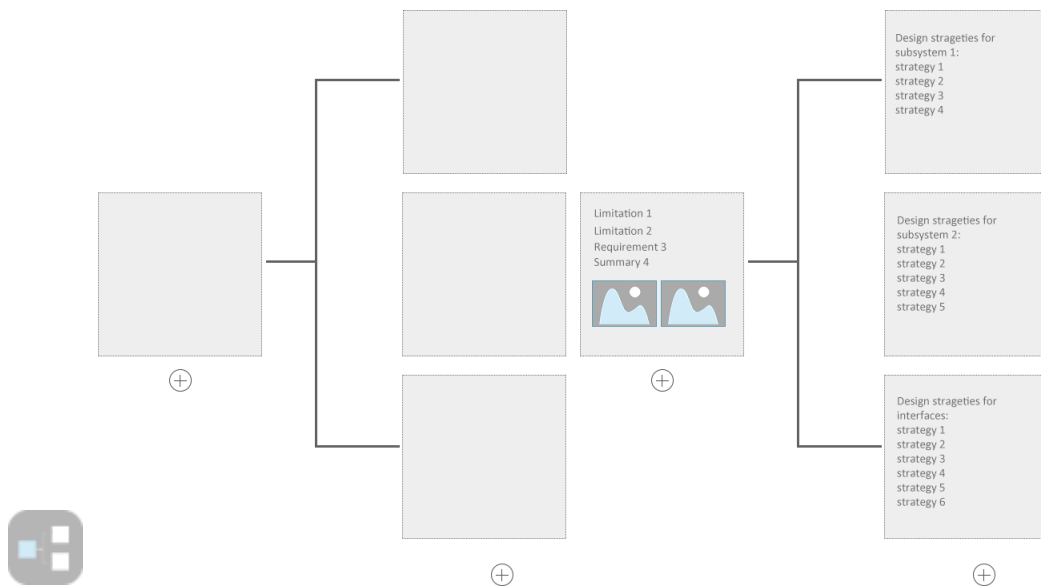 Limitation 1
Limitation 2
Requirement 3
Summary 4
Design strageties for
subsystem 1:
strategy 1
strategy 2
strategy 3
strategy 4
Design strageties for
subsystem 2:
strategy 1
strategy 2
strategy 3
strategy 4
strategy 5
Design strageties for
interfaces:
strategy 1
strategy 2
strategy 3
strategy 4
strategy 5
strategy 6